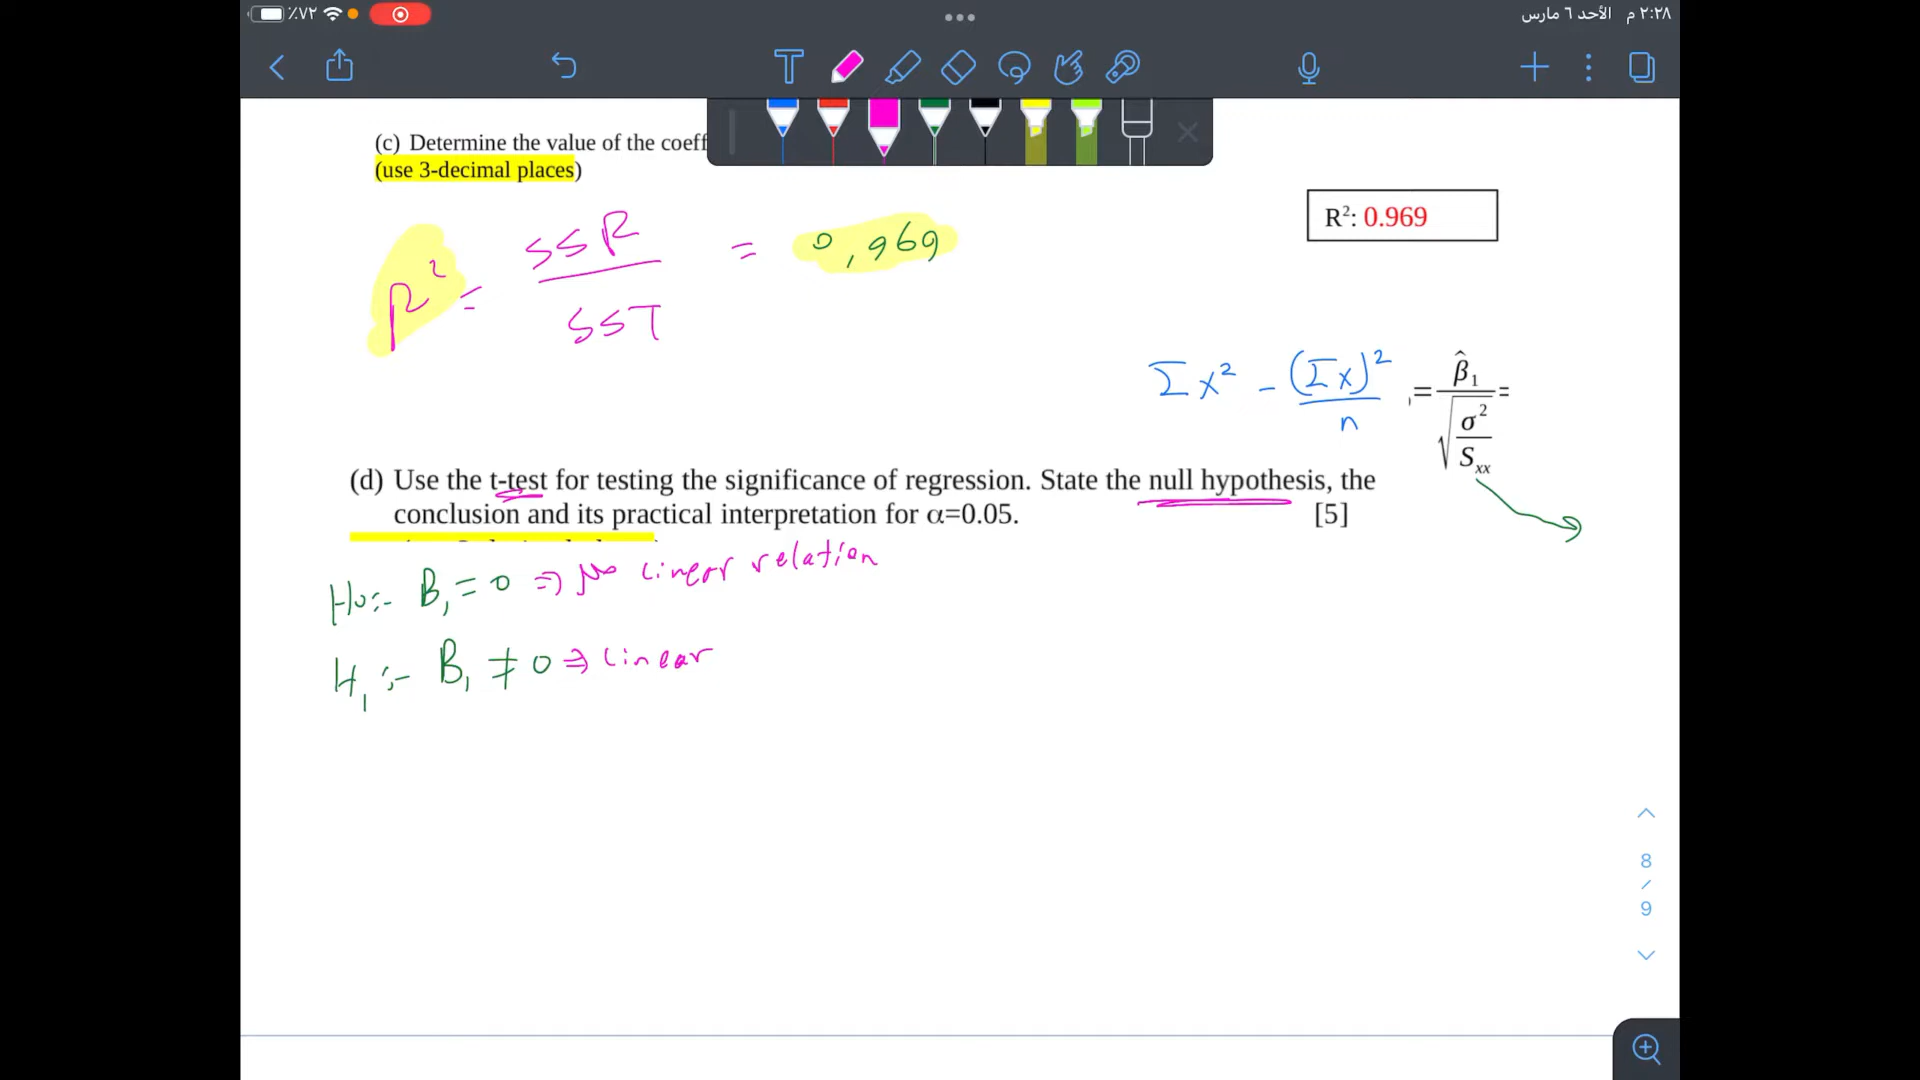 ٪٧٢
٢:٢٨ م الأحد ٦ مارس
T
(c) Determine the value of the coeff
(use 3-decimal places)
R²: 0.969
R² = SSR / SST = 0,969
Σx² - (Σx)² / n
= β̂₁ / √(σ² / Sxx) =
(d) Use the t-test for testing the significance of regression. State the null hypothesis, the
conclusion and its practical interpretation for α=0.05. [5]
H0:- B₁ = 0 ⇒ No linear relation
H₁:- B₁ ≠ 0 ⇒ linear
8
/
9